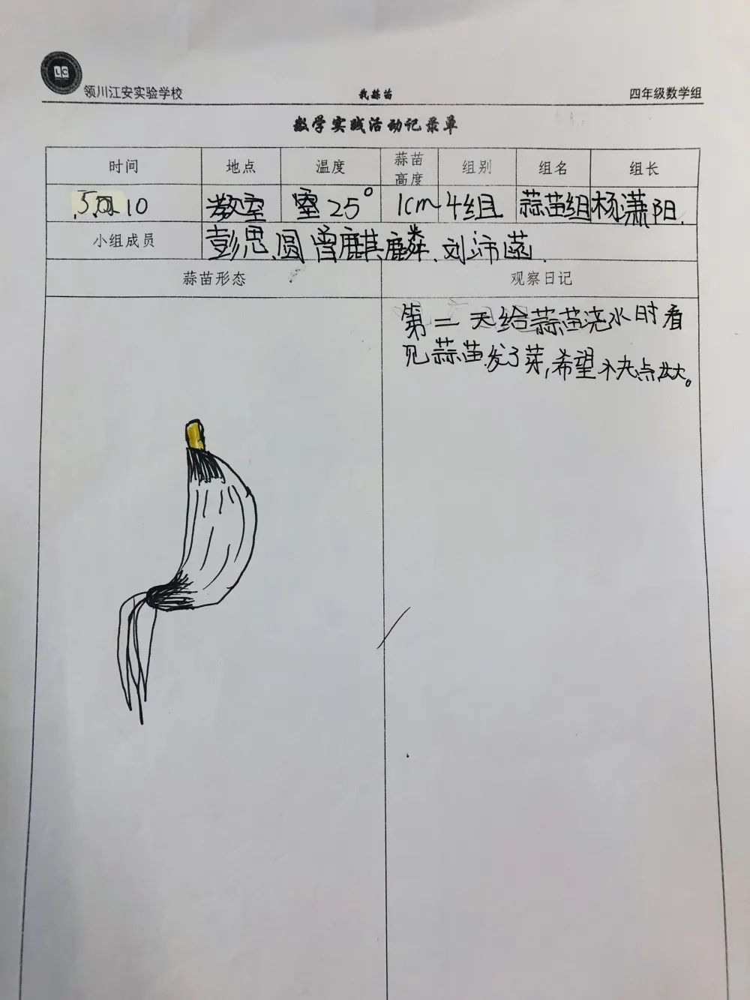 LC
领川江安实验学校 栽蒜苗 四年级数学组
数学实践活动记录单
时间 地点 温度 蒜苗高度 组别 组名 组长
10 教室 室25° 1cm 4组 蒜苗组 杨潇阳.
小组成员 彭思圆 曾麒麟、刘沛菡.
蒜苗形态 观察日记
第二天给蒜苗浇水时看
见蒜苗发了芽,希望 快点 大。